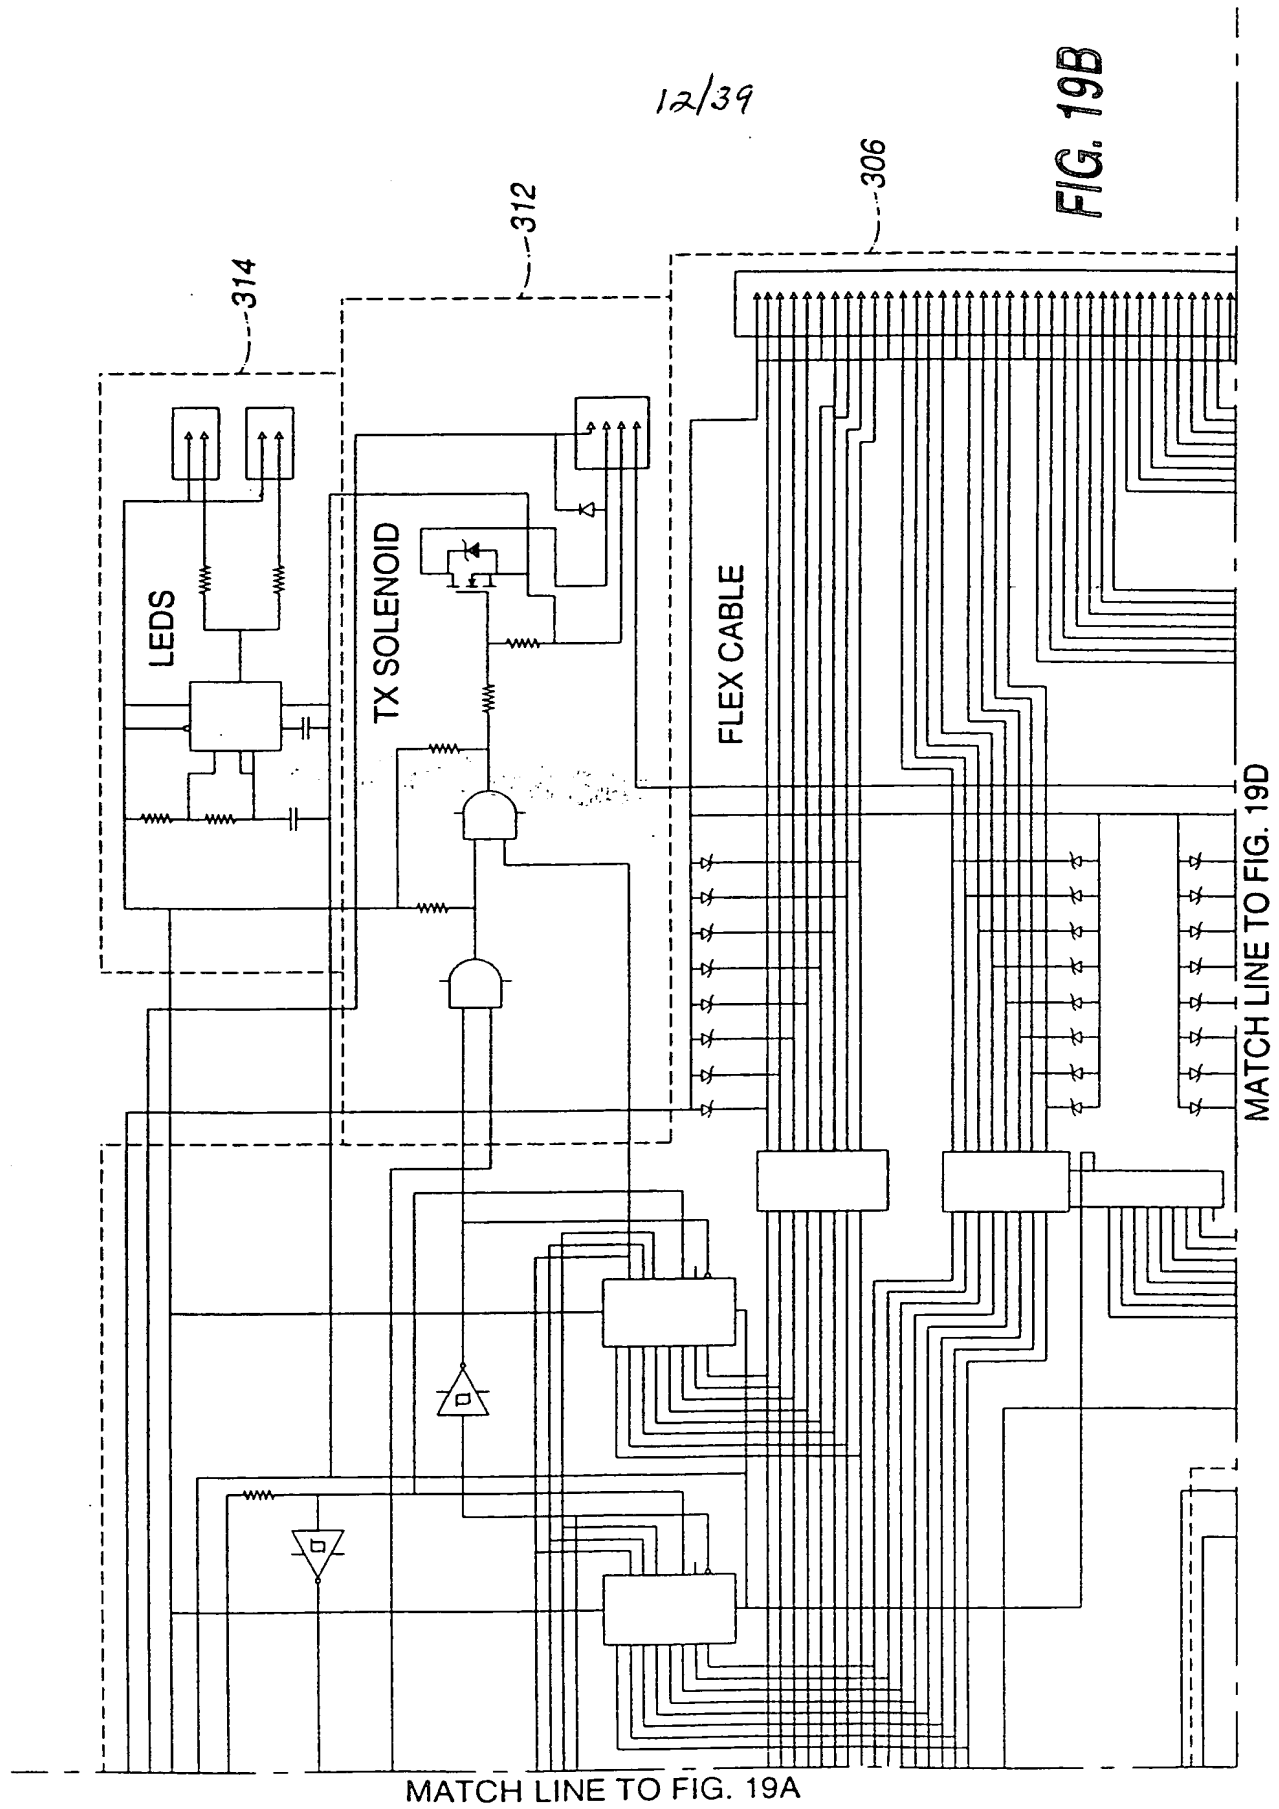 12/39
314
LEDS
312
TX SOLENOID
306
FLEX CABLE
FIG. 19B
MATCH LINE TO FIG. 19D
MATCH LINE TO FIG. 19A